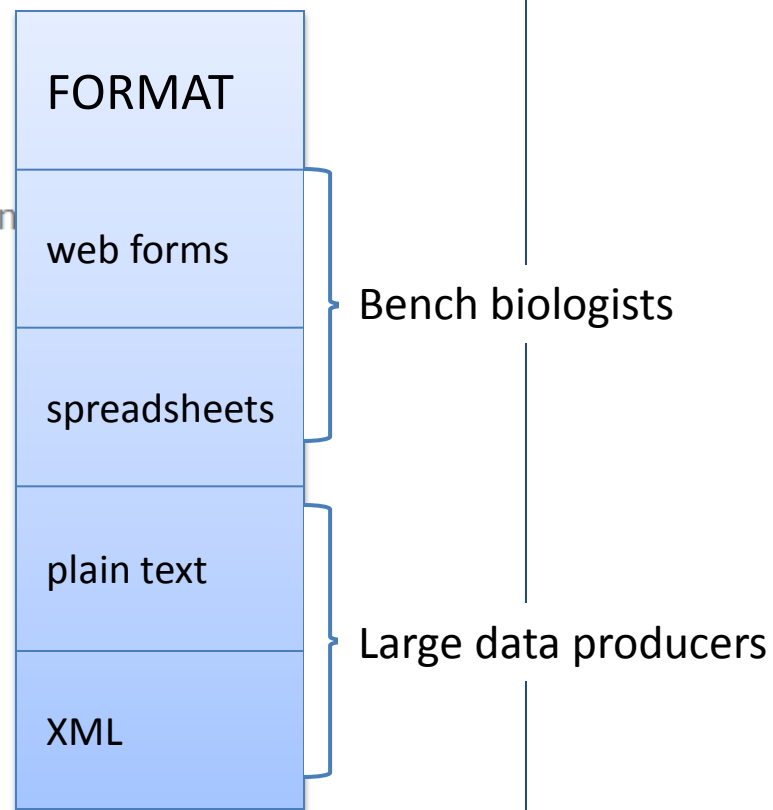 FORMAT
web forms
spreadsheets
Bench biologists
plain text
XML
Large data producers